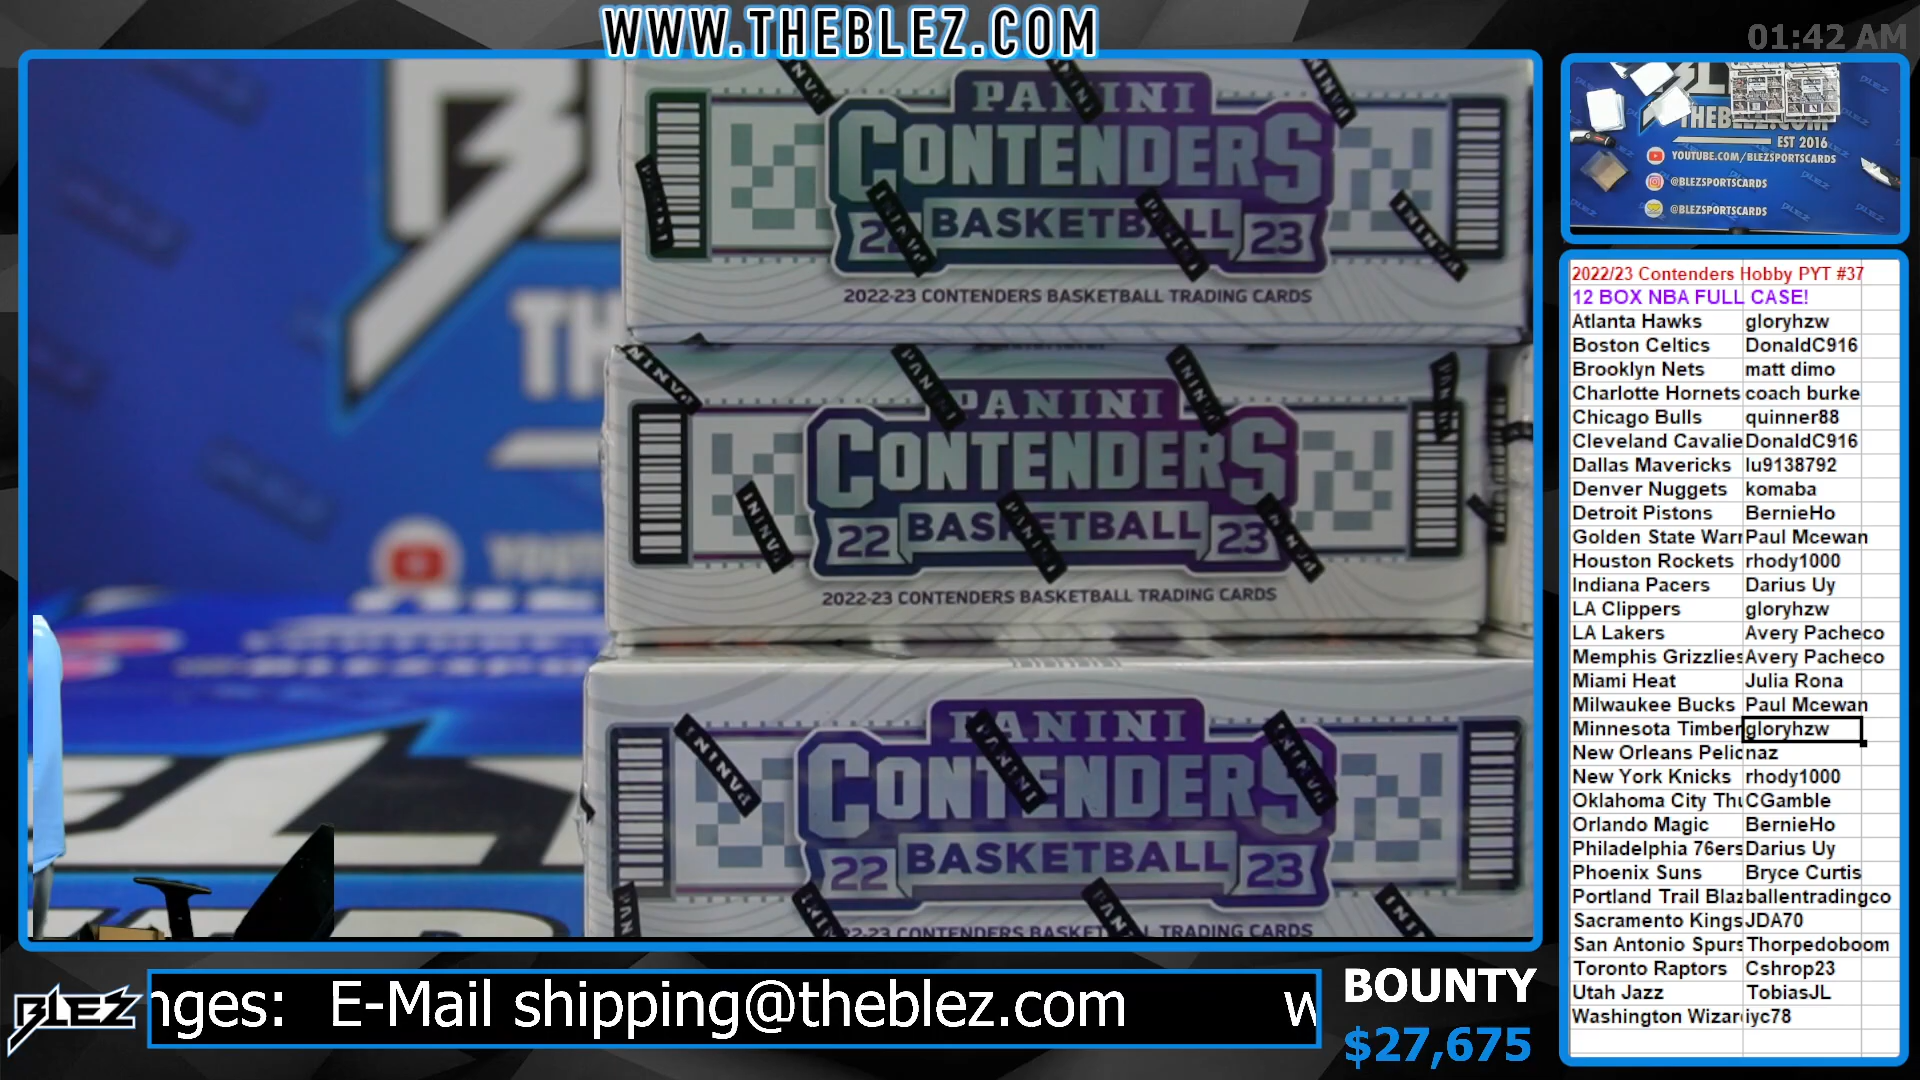 WWW.THEBLEZ.COM
01:42 AM
PANINI
CONTENDERS
22 BASKETBALL 23
2022-23 CONTENDERS BASKETBALL TRADING CARDS
PANINI
CONTENDERS
22 BASKETBALL 23
2022-23 CONTENDERS BASKETBALL TRADING CARDS
PANINI
CONTENDERS
22 BASKETBALL 23
22-23 CONTENDERS BASKETBALL TRADING CARDS
THEBLEZ.COM
EST 2016
YOUTUBE.COM/BLEZSPORTSCARDS
@BLEZSPORTSCARDS
@BLEZSPORTSCARDS
2022/23 Contenders Hobby PYT #37
12 BOX NBA FULL CASE!
Atlanta Hawks gloryhzw
Boston Celtics DonaldC916
Brooklyn Nets matt dimo
Charlotte Hornets coach burke
Chicago Bulls quinner88
Cleveland Cavalie DonaldC916
Dallas Mavericks lu9138792
Denver Nuggets komaba
Detroit Pistons BernieHo
Golden State Warr Paul Mcewan
Houston Rockets rhody1000
Indiana Pacers Darius Uy
LA Clippers gloryhzw
LA Lakers Avery Pacheco
Memphis Grizzlies Avery Pacheco
Miami Heat Julia Rona
Milwaukee Bucks Paul Mcewan
Minnesota Timber gloryhzw
New Orleans Pelic naz
New York Knicks rhody1000
Oklahoma City Thu CGamble
Orlando Magic BernieHo
Philadelphia 76ers Darius Uy
Phoenix Suns Bryce Curtis
Portland Trail Blaz ballentradingco
Sacramento Kings JDA70
San Antonio Spurs Thorpedoboom
Toronto Raptors Cshrop23
Utah Jazz TobiasJL
Washington Wizar iyc78
BLEZ
nges: E-Mail shipping@theblez.com W
BOUNTY
$27,675